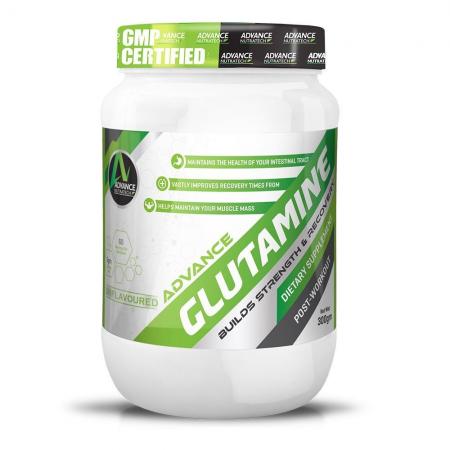 GMP
CERTIFIED
ADVANCE
NUTRATECH
ADVANCE
NUTRATECH
ADVANCE
NUTRATECH
ADVANCE
NUTRATECH
MAINTAINS THE HEALTH OF YOUR INTESTINAL TRACT
VASTLY IMPROVES RECOVERY TIMES FROM
HELPS MAINTAIN YOUR MUSCLE MASS
ADVANCE
NUTRATECH
FLAVOURED
ADVANCE
GLUTAMINE
BUILDS STRENGTH & RECOVERY
DIETARY SUPPLEMENT
POST-WORKOUT
300gm